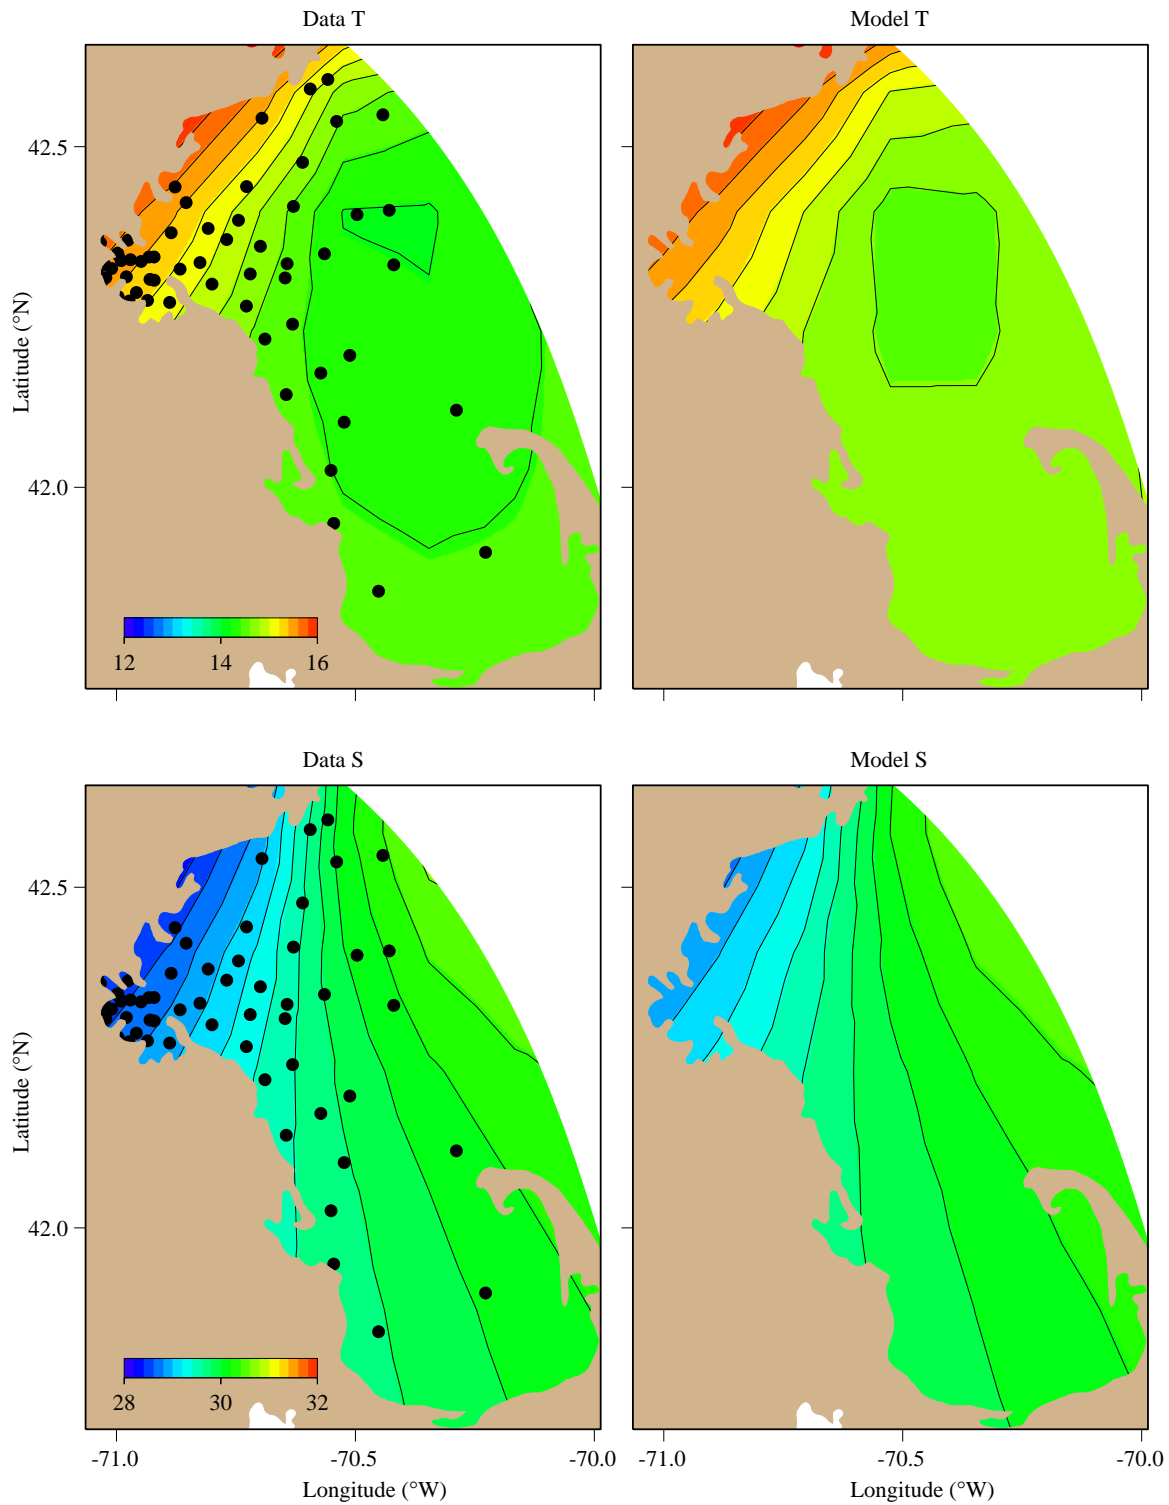 Data T
Model T
42.5
42.0
Latitude (°N)
12
14
16
Data S
Model S
42.5
42.0
Latitude (°N)
28
30
32
-71.0
-70.5
-70.0
-71.0
-70.5
-70.0
Longitude (°W)
Longitude (°W)